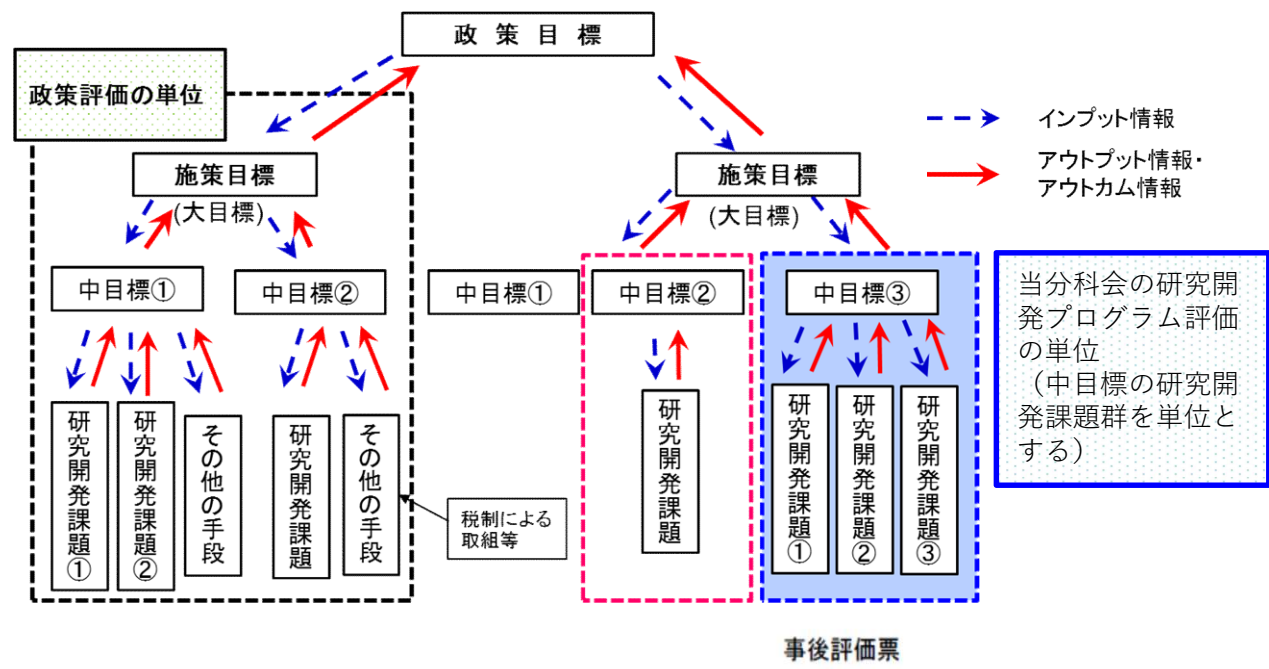 政 策 目 標
政策評価の単位
インプット情報
アウトプット情報・
アウトカム情報
施策目標
(大目標)
施策目標
(大目標)
中目標①
中目標②
中目標①
中目標②
中目標③
当分科会の研究開
発プログラム評価
の単位
（中目標の研究開
発課題群を単位と
する）
研究開発課題①
研究開発課題②
その他の手段
研究開発課題
その他の手段
税制による
取組等
研究開発課題
研究開発課題①
研究開発課題②
研究開発課題③
事後評価票